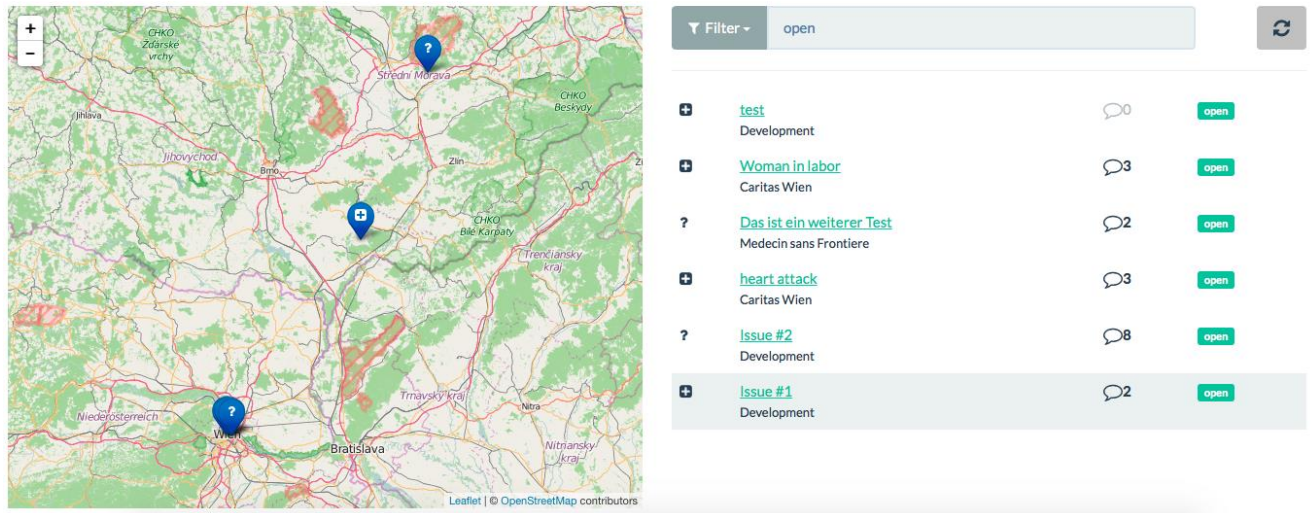 +
−
CHKO
Žďárské
vrchy
?
Střední Morava
CHKO
Beskydy
Jihlava
Jihovýchod
Brno
Zlín
CHKO
Bílé Karpaty
Trenčiansky
kraj
Trnavský kraj
Nitra
Niederösterreich
?
Wien
Bratislava
Nitriansky
kraj
Leaflet | © OpenStreetMap contributors
Filter
open
test
0
open
Development
Woman in labor
3
open
Caritas Wien
?
Das ist ein weiterer Test
2
open
Medecin sans Frontiere
heart attack
3
open
Caritas Wien
?
Issue #2
8
open
Development
Issue #1
2
open
Development